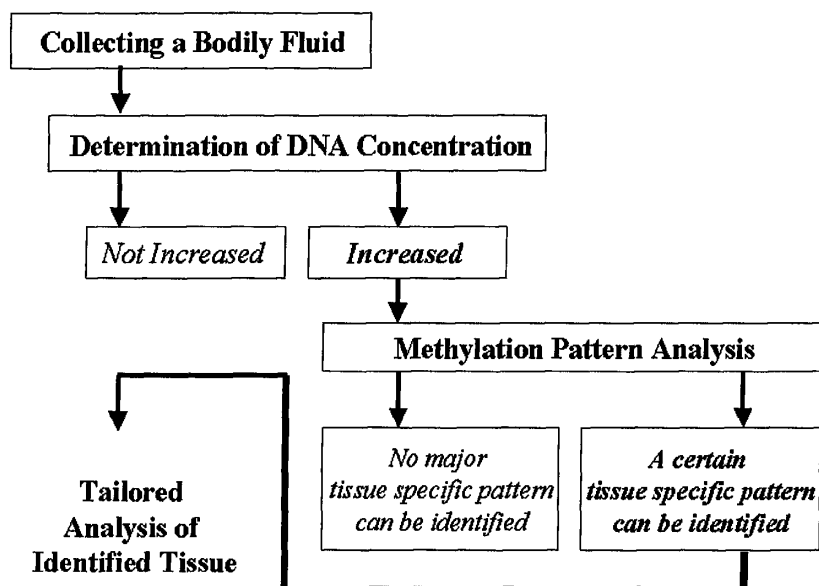 Collecting a Bodily Fluid
Determination of DNA Concentration
Not Increased
Increased
Methylation Pattern Analysis
No major
tissue specific pattern
can be identified
A certain
tissue specific pattern
can be identified
Tailored
Analysis of
Identified Tissue